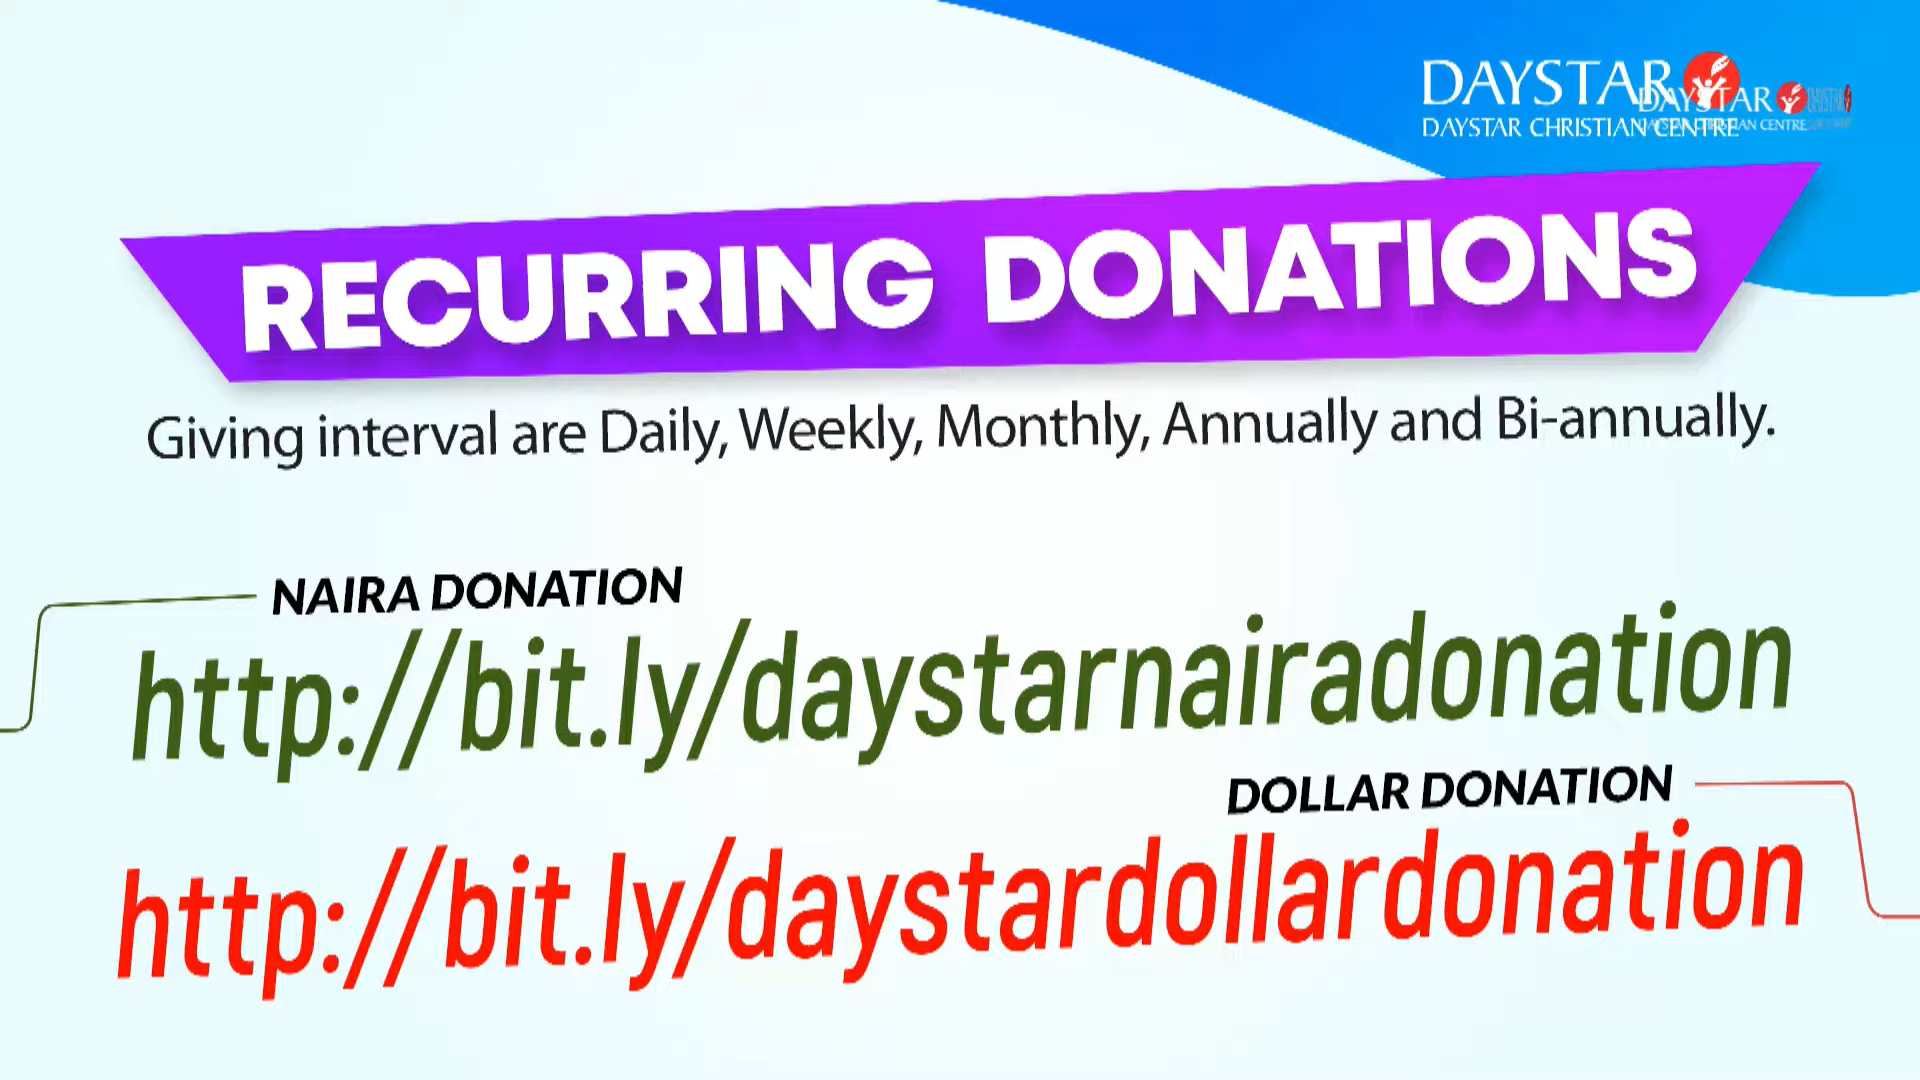 DAYSTAR
DAYSTAR CHRISTIAN CENTRE
DAYSTAR
RECURRING DONATIONS
Giving interval are Daily, Weekly, Monthly, Annually and Bi-annually.
NAIRA DONATION
http://bit.ly/daystarnairadonation
DOLLAR DONATION
http://bit.ly/daystardollardonation